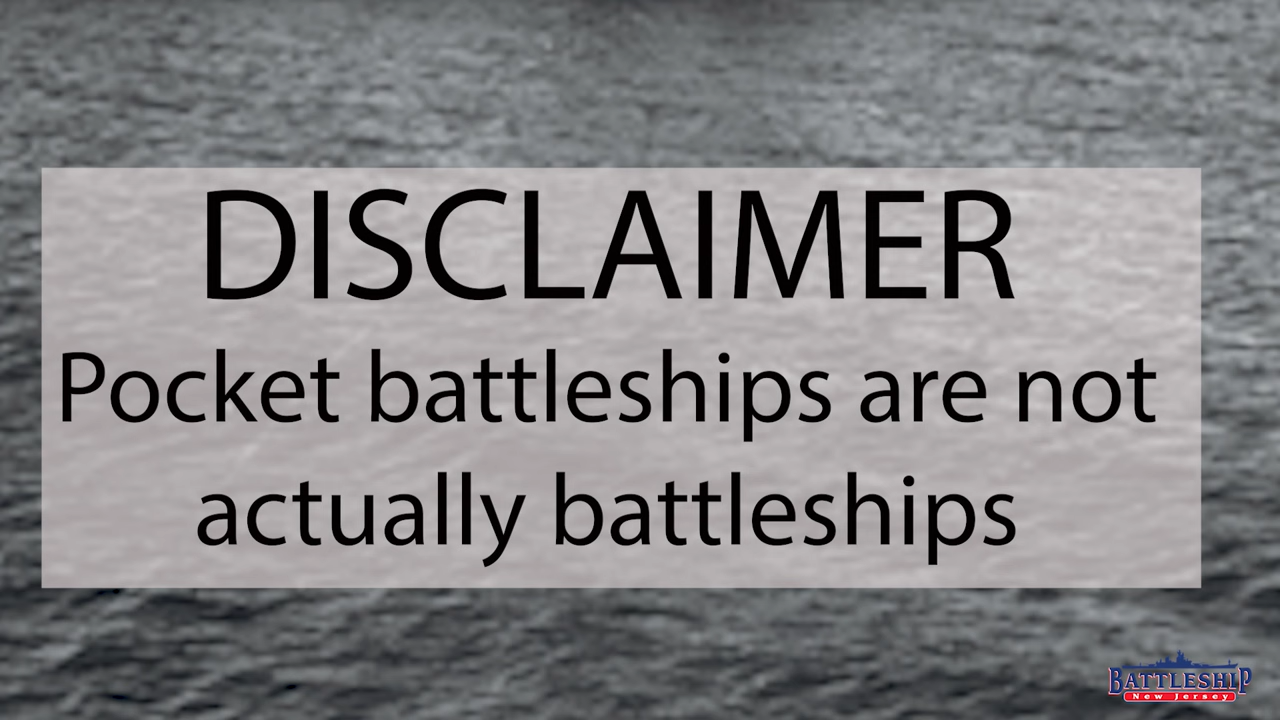 DISCLAIMER
Pocket battleships are not
actually battleships
BATTLESHIP
New Jersey